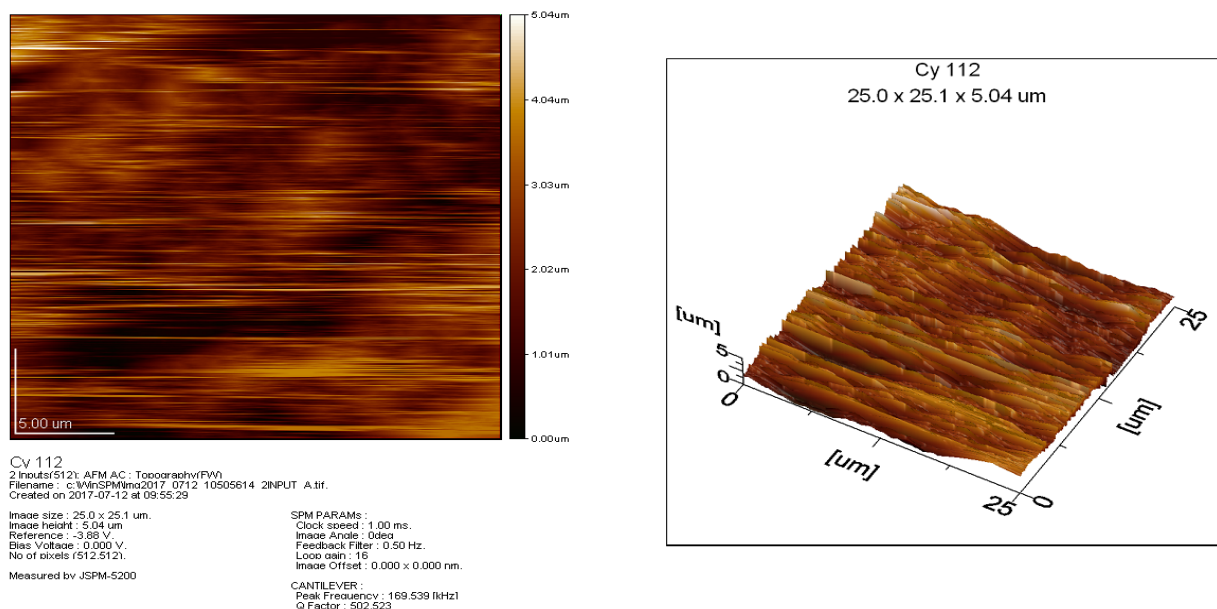 5.04um
4.04um
3.03um
2.02um
1.01um
0.00um
5.00 um
Cy 112
2 Inputs(512): AFM AC : Topography(FW)
Filename : c:\WinSPM\Img2017_0712_10505614_2INPUT_A.tif.
Created on 2017-07-12 at 09:55:29
Image size : 25.0 x 25.1 um.
Image height : 5.04 um
Reference : -3.88 V.
Bias Voltage : 0.000 V.
No of pixels (512,512).
Measured by JSPM-5200
SPM PARAMs :
Clock speed : 1.00 ms.
Image Angle : 0deg
Feedback Filter : 0.50 Hz.
Loop gain : 16
Image Offset : 0.000 x 0.000 nm.
CANTILEVER :
Peak Frequency : 169.539 [kHz]
Q Factor : 502.523
Cy 112
25.0 x 25.1 x 5.04 um
[um]
5
0
0
[um]
25
0
[um]
25